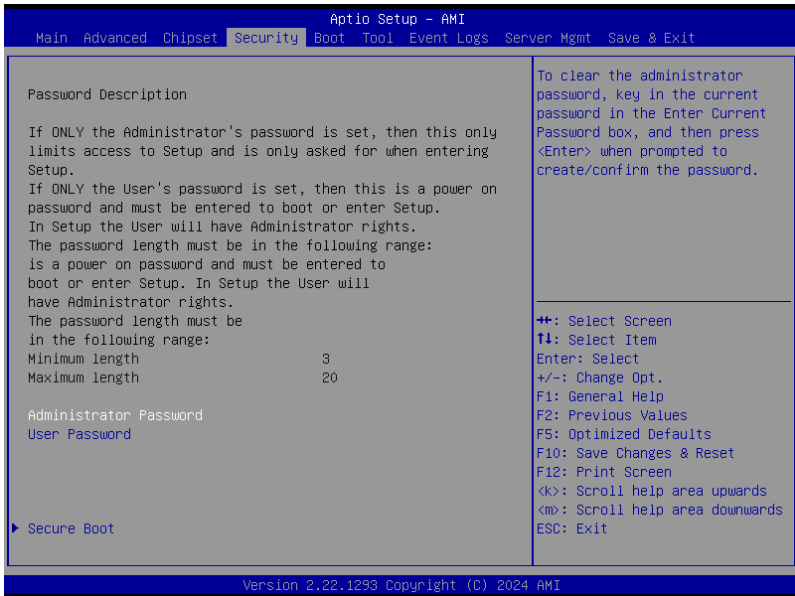 Aptio Setup – AMI
Main Advanced Chipset Security Boot Tool Event Logs Server Mgmt Save & Exit
Password Description
If ONLY the Administrator's password is set, then this only
limits access to Setup and is only asked for when entering
Setup.
If ONLY the User's password is set, then this is a power on
password and must be entered to boot or enter Setup.
In Setup the User will have Administrator rights.
The password length must be in the following range:
is a power on password and must be entered to
boot or enter Setup. In Setup the User will
have Administrator rights.
The password length must be
in the following range:
Minimum length 3
Maximum length 20
Administrator Password
User Password
Secure Boot
To clear the administrator
password, key in the current
password in the Enter Current
Password box, and then press
<Enter> when prompted to
create/confirm the password.
→←: Select Screen
↑↓: Select Item
Enter: Select
+/-: Change Opt.
F1: General Help
F2: Previous Values
F5: Optimized Defaults
F10: Save Changes & Reset
F12: Print Screen
<k>: Scroll help area upwards
<m>: Scroll help area downwards
ESC: Exit
Version 2.22.1293 Copyright (C) 2024 AMI